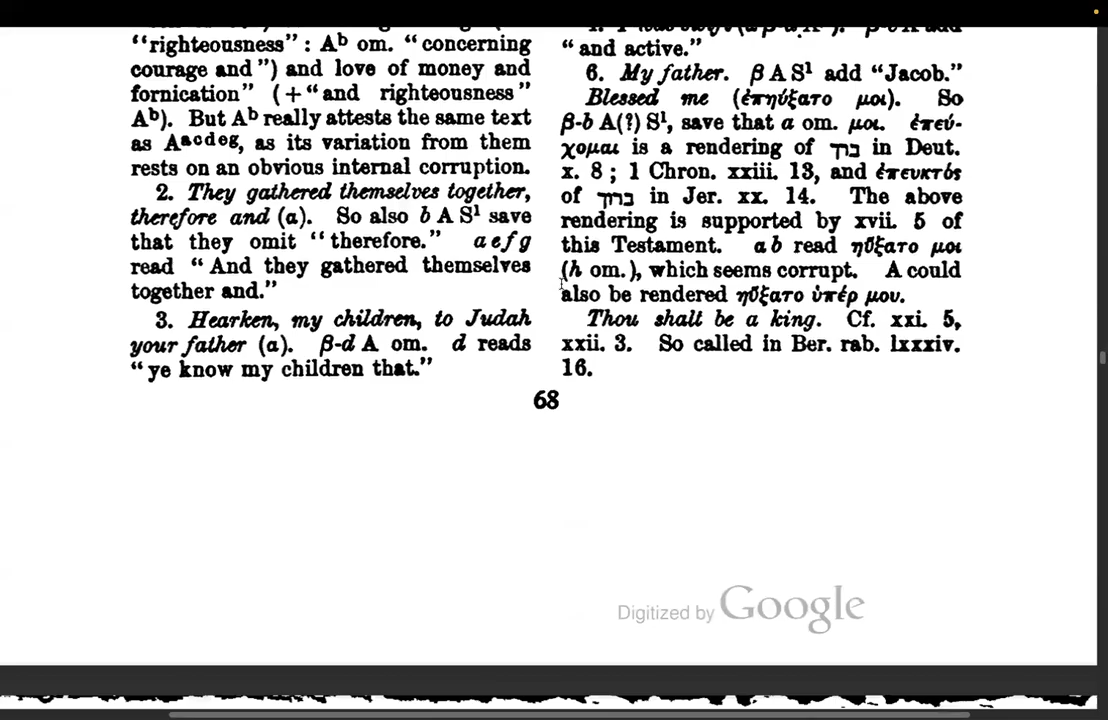 "righteousness": Aᵇ om. "concerning
courage and") and love of money and
fornication" (+"and righteousness"
Aᵇ). But Aᵇ really attests the same text
as Aᵃᶜᵈᵉᵍ, as its variation from them
rests on an obvious internal corruption.
2. They gathered themselves together,
therefore and (a). So also b A S¹ save
that they omit "therefore." a e f g
read "And they gathered themselves
together and."
3. Hearken, my children, to Judah
your father (a). β-d A om. d reads
"ye know my children that."
"and active."
6. My father. β A S¹ add "Jacob."
Blessed me (ἐπηύξατο μοι). So
β-b A(?) S¹, save that a om. μοι. ἐπεύ-
χομαι is a rendering of ברך in Deut.
x. 8; 1 Chron. xxiii. 13, and ἐπευκτός
of ברוך in Jer. xx. 14. The above
rendering is supported by xvii. 5 of
this Testament. a b read ηὔξατο μοι
(h om.), which seems corrupt. A could
also be rendered ηὔξατο ὑπέρ μου.
Thou shalt be a king. Cf. xxi. 5,
xxii. 3. So called in Ber. rab. lxxxiv.
16.
68
Digitized by Google